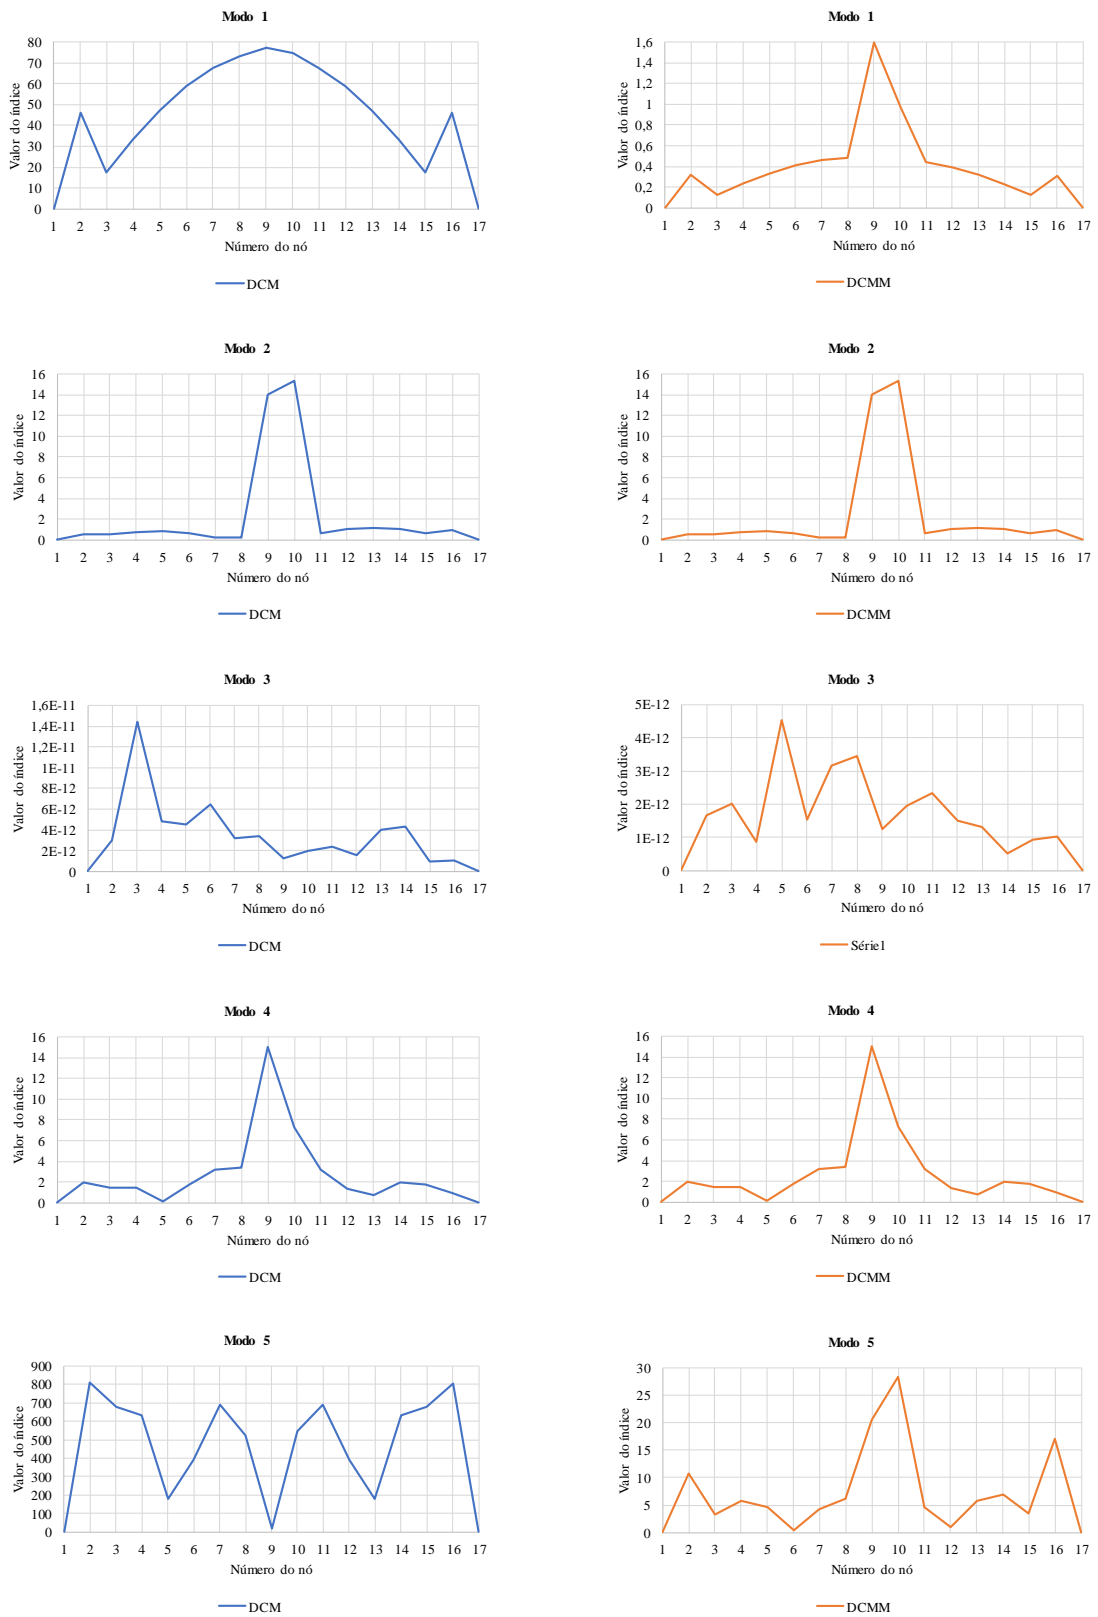 Modo 1
Valor do índice
80
70
60
50
40
30
20
10
0
1 2 3 4 5 6 7 8 9 10 11 12 13 14 15 16 17
Número do nó
DCM
Modo 1
Valor do índice
1,6
1,4
1,2
1
0,8
0,6
0,4
0,2
0
1 2 3 4 5 6 7 8 9 10 11 12 13 14 15 16 17
Número do nó
DCMM
Modo 2
Valor do índice
16
14
12
10
8
6
4
2
0
1 2 3 4 5 6 7 8 9 10 11 12 13 14 15 16 17
Número do nó
DCM
Modo 2
Valor do índice
16
14
12
10
8
6
4
2
0
1 2 3 4 5 6 7 8 9 10 11 12 13 14 15 16 17
Número do nó
DCMM
Modo 3
Valor do índice
1,6E-11
1,4E-11
1,2E-11
1E-11
8E-12
6E-12
4E-12
2E-12
0
1 2 3 4 5 6 7 8 9 10 11 12 13 14 15 16 17
Número do nó
DCM
Modo 3
Valor do índice
5E-12
4E-12
3E-12
2E-12
1E-12
0
1 2 3 4 5 6 7 8 9 10 11 12 13 14 15 16 17
Número do nó
Série1
Modo 4
Valor do índice
16
14
12
10
8
6
4
2
0
1 2 3 4 5 6 7 8 9 10 11 12 13 14 15 16 17
Número do nó
DCM
Modo 4
Valor do índice
16
14
12
10
8
6
4
2
0
1 2 3 4 5 6 7 8 9 10 11 12 13 14 15 16 17
Número do nó
DCMM
Modo 5
Valor do índice
900
800
700
600
500
400
300
200
100
0
1 2 3 4 5 6 7 8 9 10 11 12 13 14 15 16 17
Número do nó
DCM
Modo 5
Valor do índice
30
25
20
15
10
5
0
1 2 3 4 5 6 7 8 9 10 11 12 13 14 15 16 17
Número do nó
DCMM